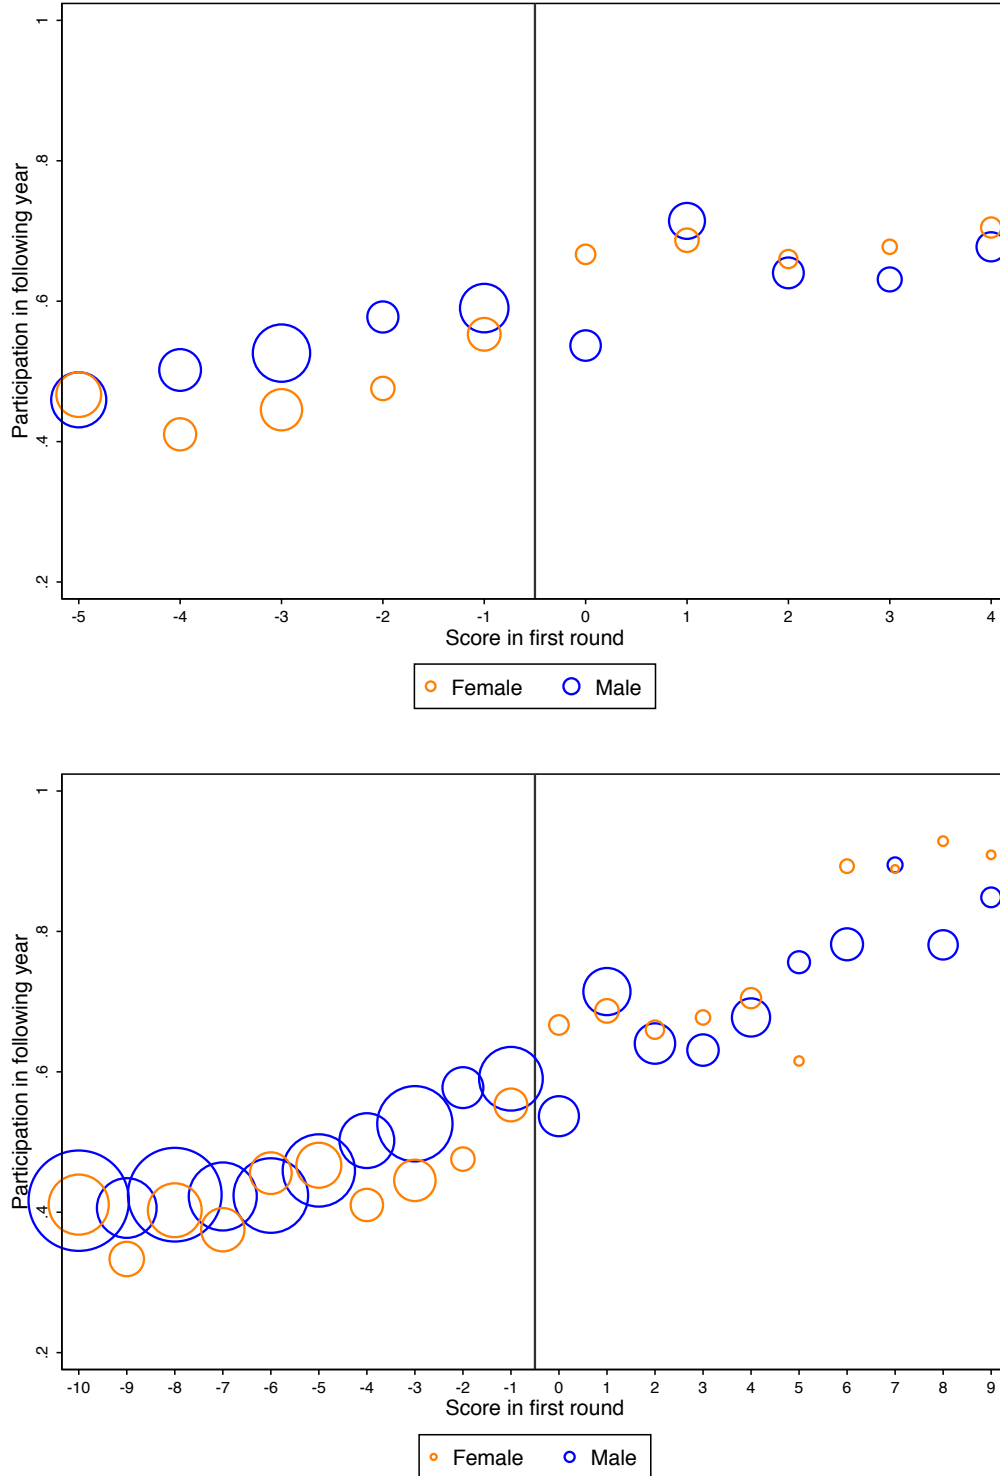 Participation in following year
1
.8
.6
.4
.2
-5 -4 -3 -2 -1 0 1 2 3 4
Score in first round
Female Male
Participation in following year
1
.8
.6
.4
.2
-10 -9 -8 -7 -6 -5 -4 -3 -2 -1 0 1 2 3 4 5 6 7 8 9
Score in first round
Female Male